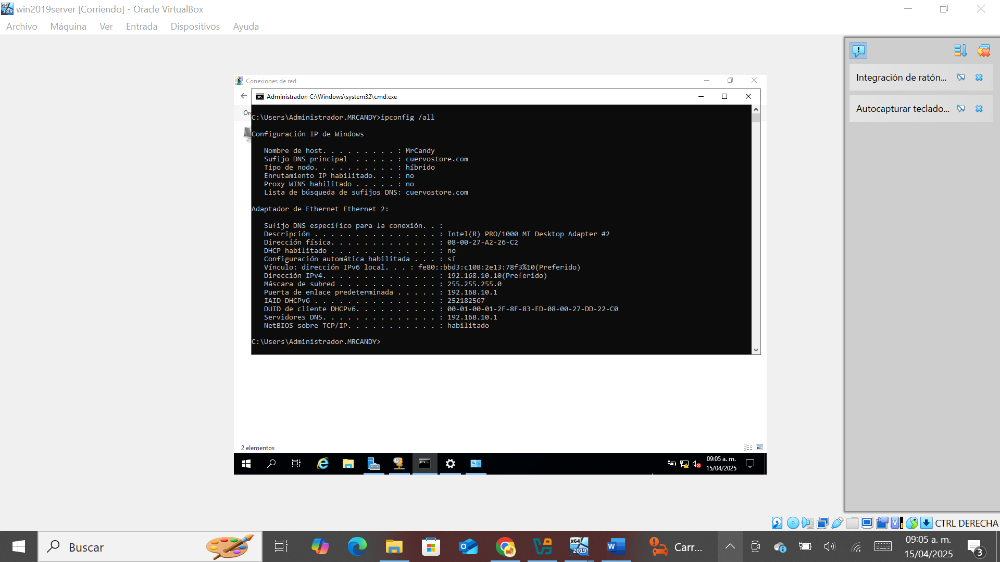 win2019server [Corriendo] - Oracle VirtualBox
Archivo Máquina Ver Entrada Dispositivos Ayuda
Integración de ratón...
Autocapturar teclado...
Conexiones de red
Administrador: C:\Windows\system32\cmd.exe
C:\Users\Administrador.MRCANDY>ipconfig /all
Configuración IP de Windows
Nombre de host. . . . . . . . . : MrCandy
Sufijo DNS principal  . . . . . : cuervostore.com
Tipo de nodo. . . . . . . . . . : híbrido
Enrutamiento IP habilitado. . . : no
Proxy WINS habilitado . . . . . : no
Lista de búsqueda de sufijos DNS: cuervostore.com
Adaptador de Ethernet Ethernet 2:
Sufijo DNS específico para la conexión. . :
Descripción . . . . . . . . . . . . . . . : Intel(R) PRO/1000 MT Desktop Adapter #2
Dirección física. . . . . . . . . . . . . : 08-00-27-A2-26-C2
DHCP habilitado . . . . . . . . . . . . . : no
Configuración automática habilitada . . . : sí
Vínculo: dirección IPv6 local. . . : fe80::bbd3:c108:2e13:78f3%10(Preferido)
Dirección IPv4. . . . . . . . . . . . . . : 192.168.10.10(Preferido)
Máscara de subred . . . . . . . . . . . . : 255.255.255.0
Puerta de enlace predeterminada . . . . . : 192.168.10.1
IAID DHCPv6 . . . . . . . . . . . . . . . : 252182567
DUID de cliente DHCPv6. . . . . . . . . . : 00-01-00-01-2F-8F-83-ED-08-00-27-DD-22-C0
Servidores DNS. . . . . . . . . . . . . . : 192.168.10.1
NetBIOS sobre TCP/IP. . . . . . . . . . . : habilitado
C:\Users\Administrador.MRCANDY>
2 elementos
09:05 a. m.
15/04/2025
CTRL DERECHA
Buscar
x64
2019
Carr...
09:05 a. m.
15/04/2025
3